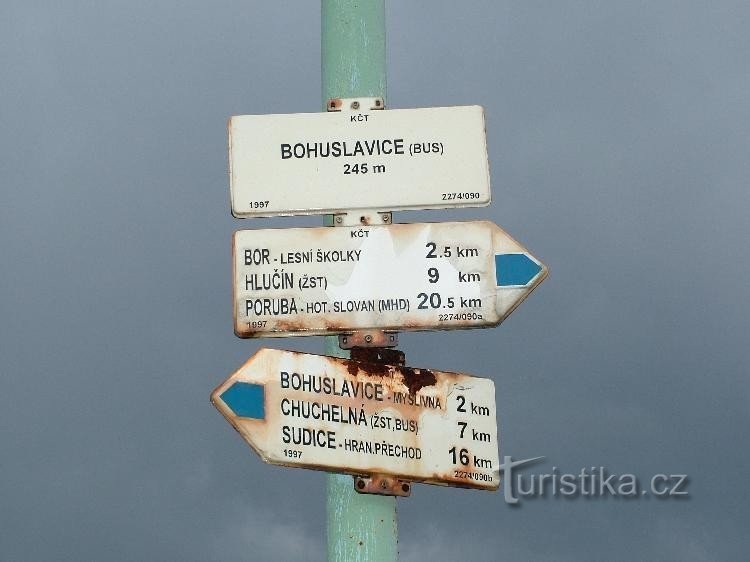 KČT
BOHUSLAVICE (BUS)
245 m
1997 2274/090
KČT
BOR - LESNÍ ŠKOLKY 2.5 km
HLUČÍN (ŽST) 9 km
PORUBA - HOT. SLOVAN (MHD) 20.5 km
1997 2274/090a
BOHUSLAVICE - MYSLIVNA 2 km
CHUCHELNÁ (ŽST,BUS) 7 km
SUDICE - HRAN.PŘECHOD 16 km
1997 2274/090b
Turistika.cz